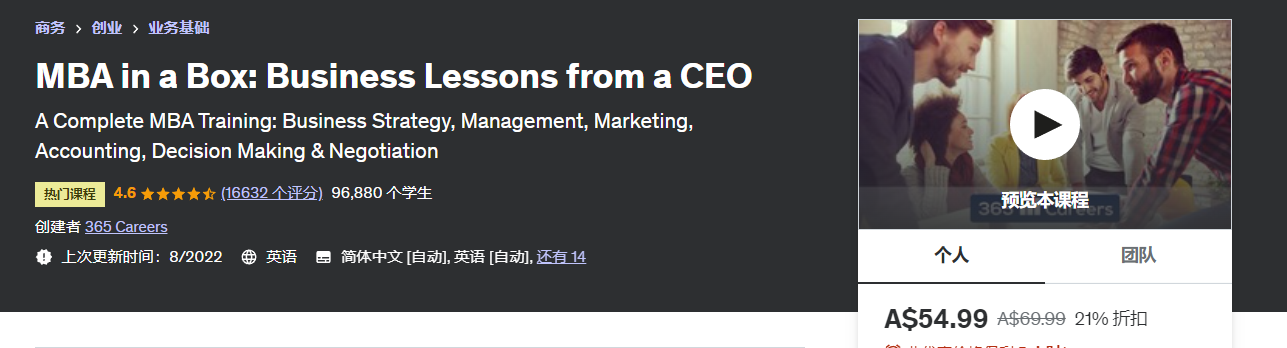 商务 > 创业 > 业务基础
MBA in a Box: Business Lessons from a CEO
A Complete MBA Training: Business Strategy, Management, Marketing,
Accounting, Decision Making & Negotiation
热门课程 4.6 (16632 个评分) 96,880 个学生
创建者 365 Careers
上次更新时间：8/2022 英语 简体中文 [自动], 英语 [自动], 还有 14
预览本课程
365 Careers
个人 团队
A$54.99 A$69.99 21% 折扣